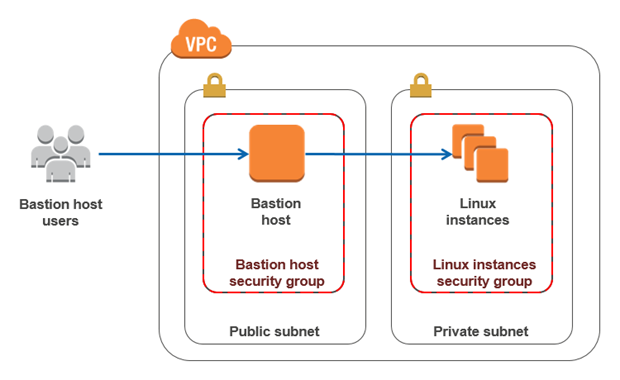 VPC
Bastion host
users
Bastion
host
Linux
instances
Bastion host
security group
Linux instances
security group
Public subnet
Private subnet